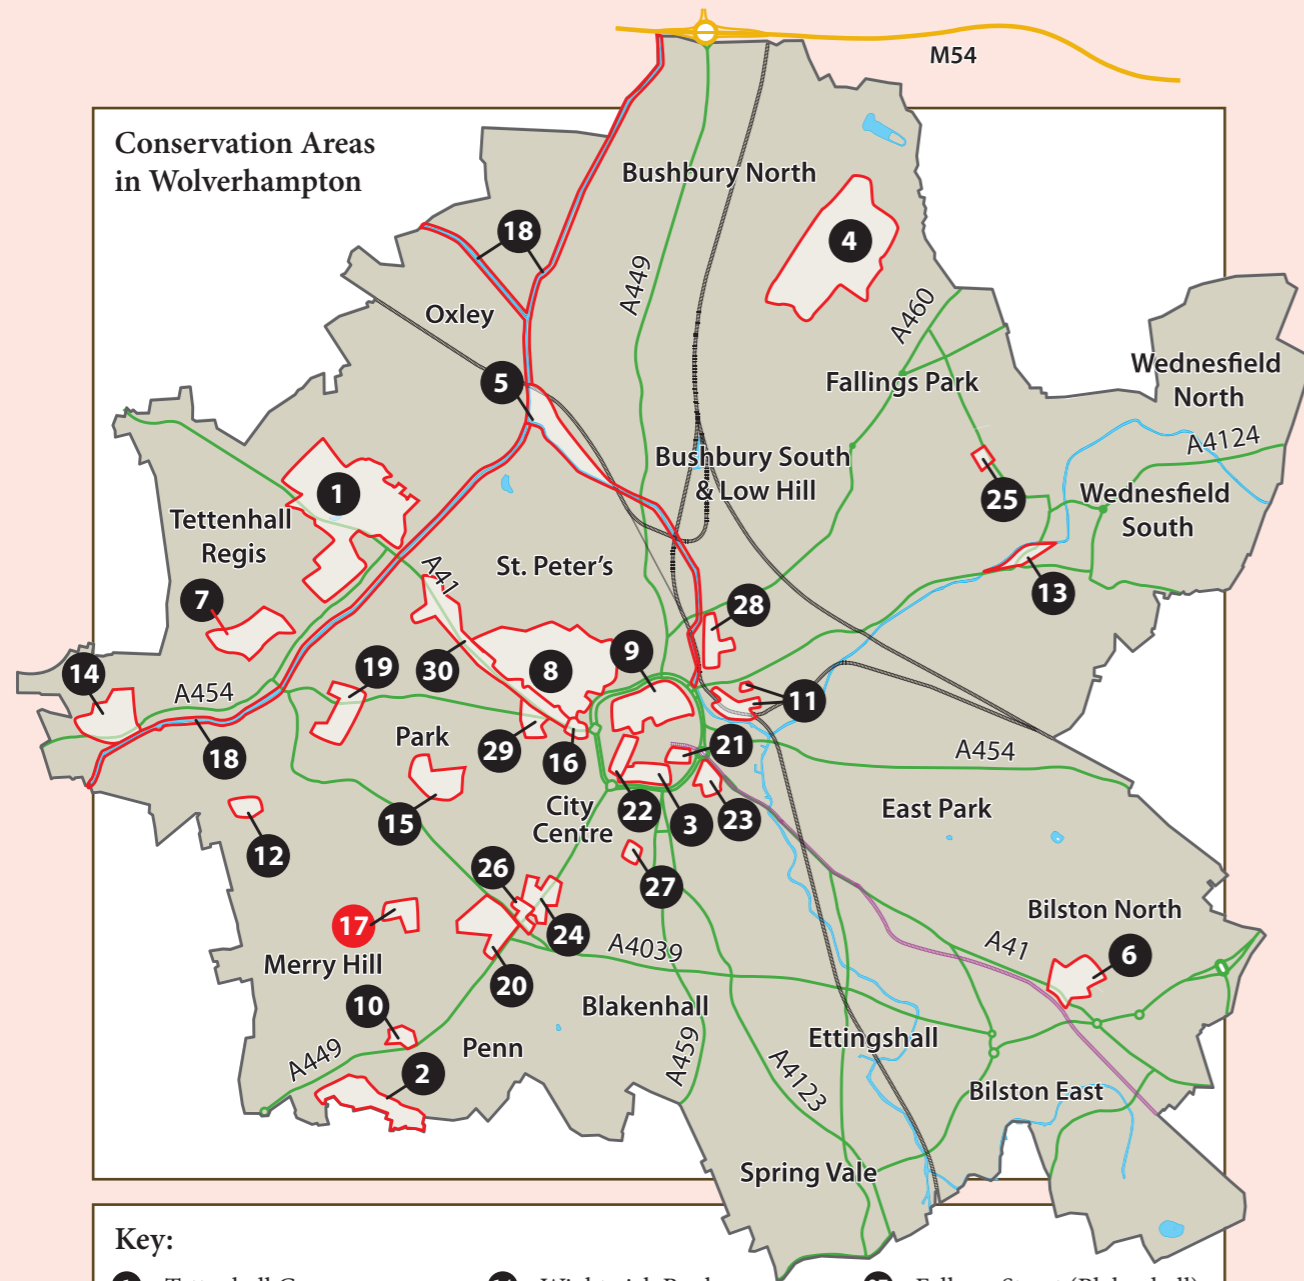 M54
Conservation Areas
in Wolverhampton
Bushbury North
18
4
A449
A460
Oxley
Wednesfield
North
5
Fallings Park
A4124
Bushbury South
& Low Hill
1
25
Wednesfield
South
Tettenhall
Regis
A41
St. Peter's
7
13
28
14
19
30
8
9
A454
11
18
Park
29
16
21
A454
15
City
Centre
22
3
23
East Park
12
26
27
17
24
Bilston North
Merry Hill
A4039
A41
6
20
10
Blakenhall
Ettingshall
A449
Penn
2
A459
A4123
Bilston East
Spring Vale
Key: